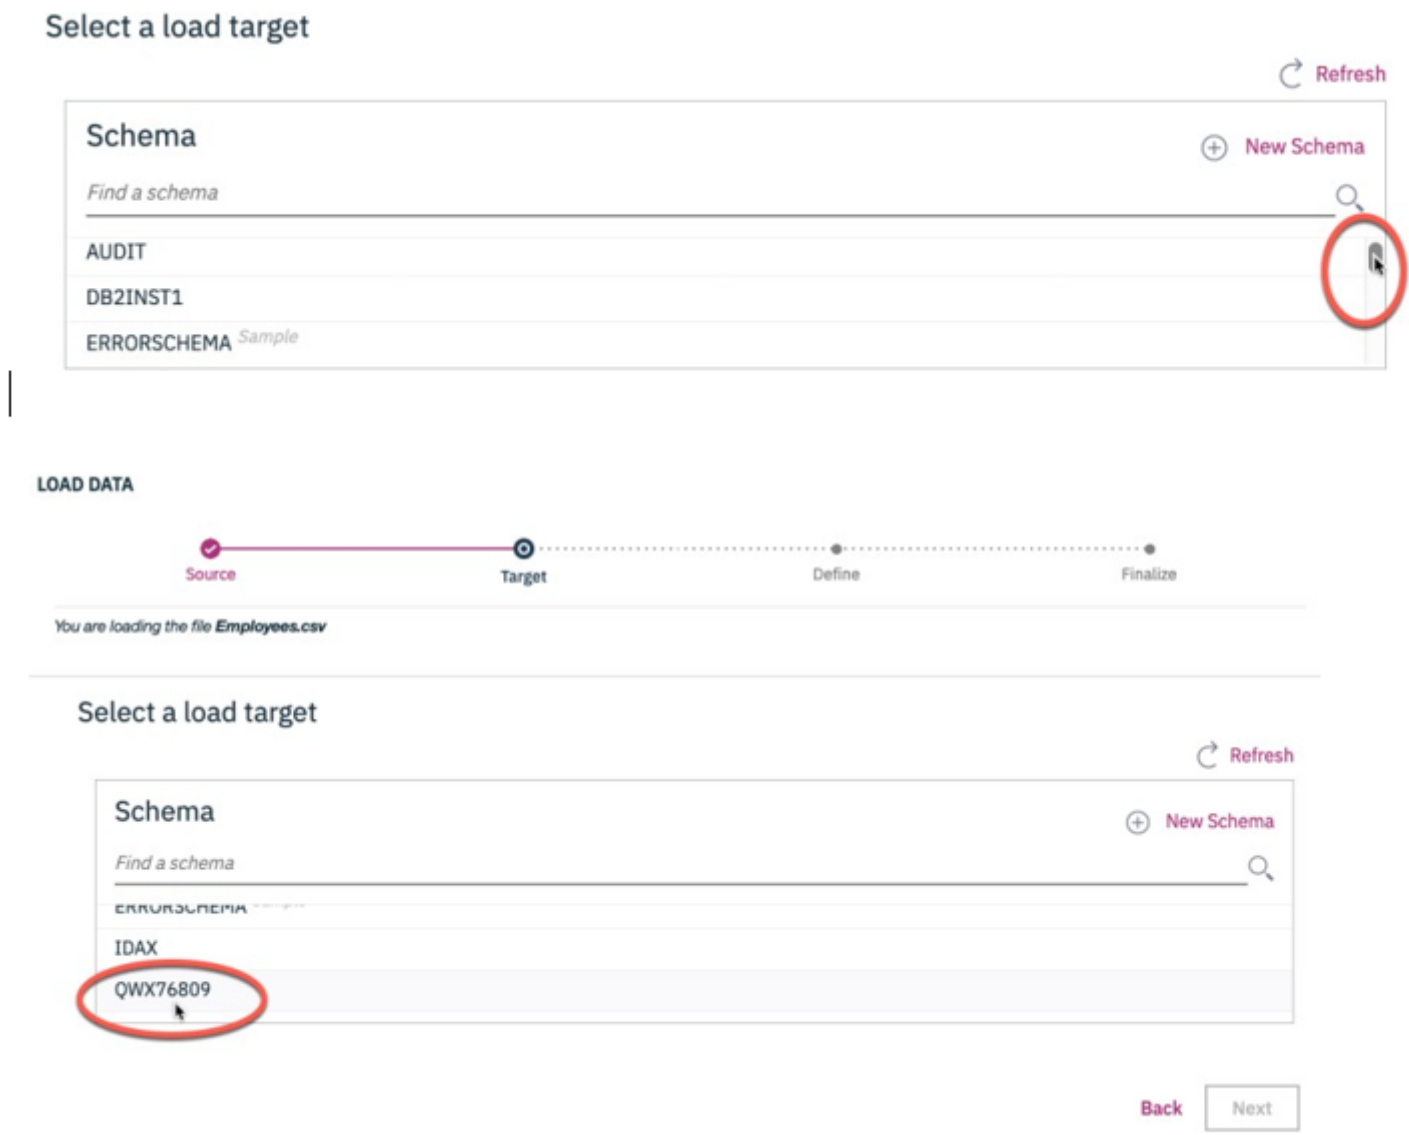 Select a load target
Refresh
Schema
New Schema
Find a schema
AUDIT
DB2INST1
ERRORSCHEMA Sample
LOAD DATA
Source
Target
Define
Finalize
You are loading the file Employees.csv
Select a load target
Refresh
Schema
New Schema
Find a schema
ERRORSCHEMA Sample
IDAX
QWX76809
Back
Next